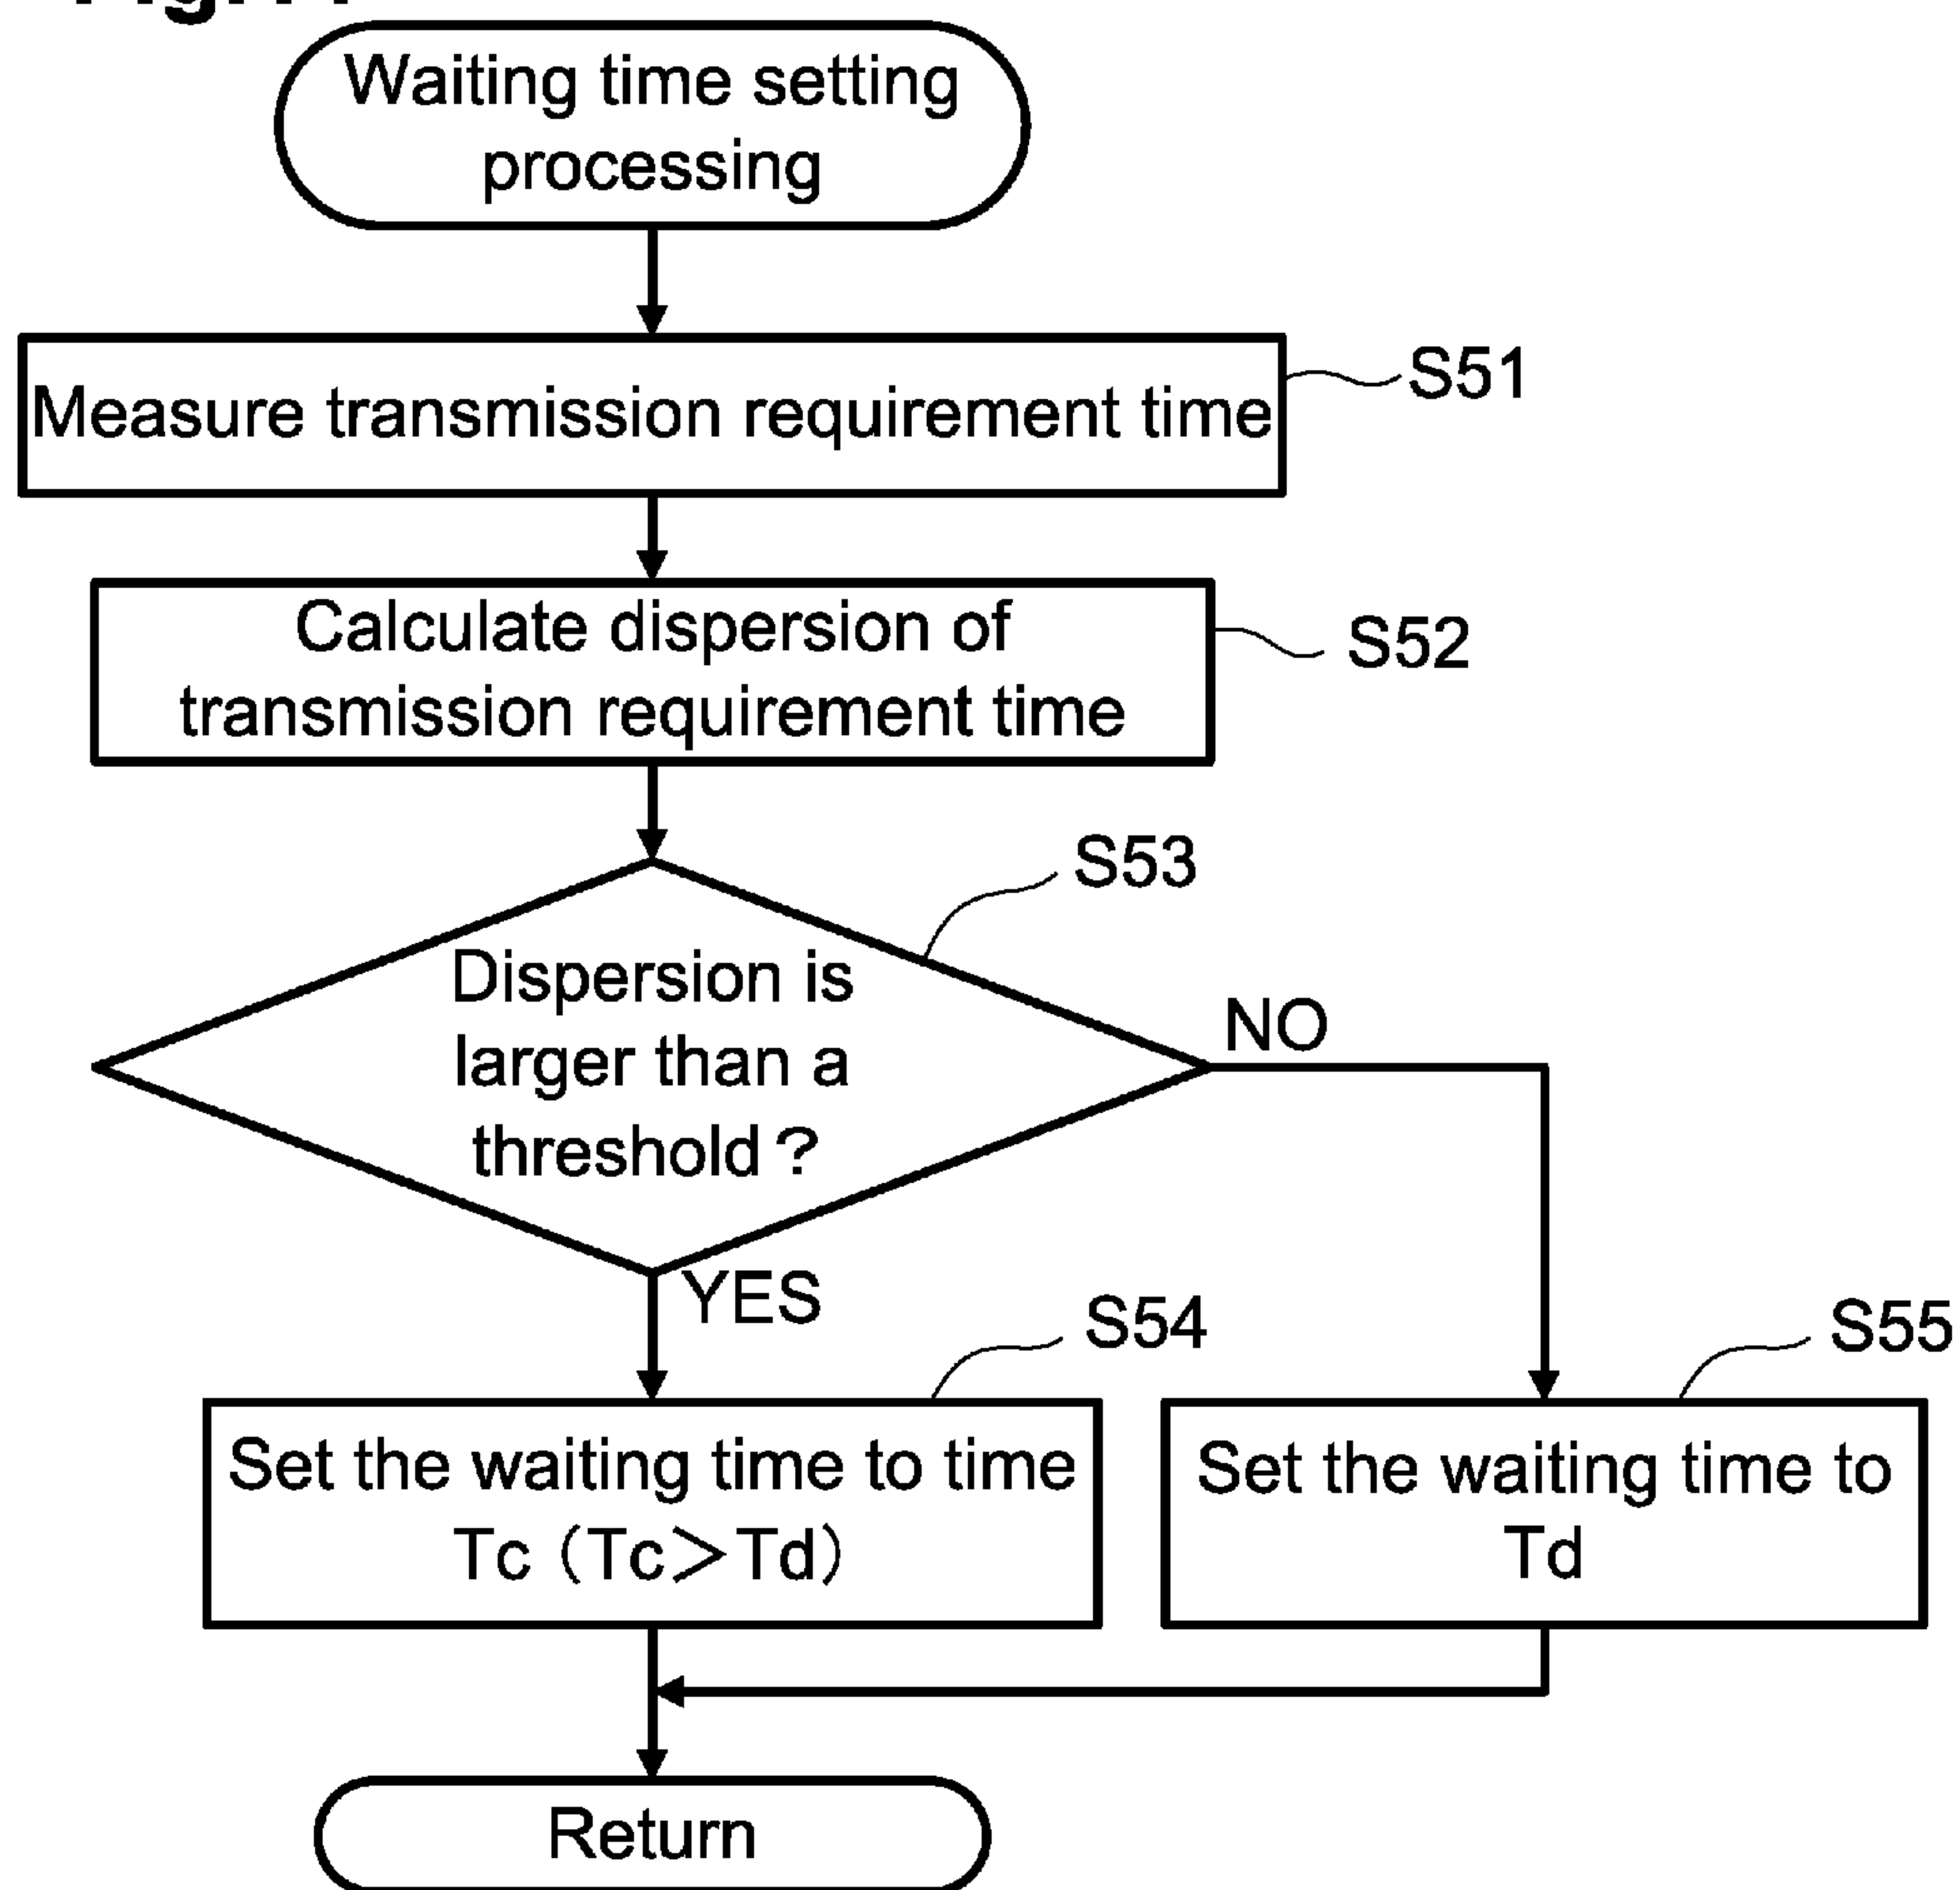 Waiting time setting
processing
Measure transmission requirement time
S51
Calculate dispersion of
transmission requirement time
S52
S53
Dispersion is
larger than a
threshold?
NO
YES
S54
S55
Set the waiting time to time
Tc (Tc>Td)
Set the waiting time to
Td
Return